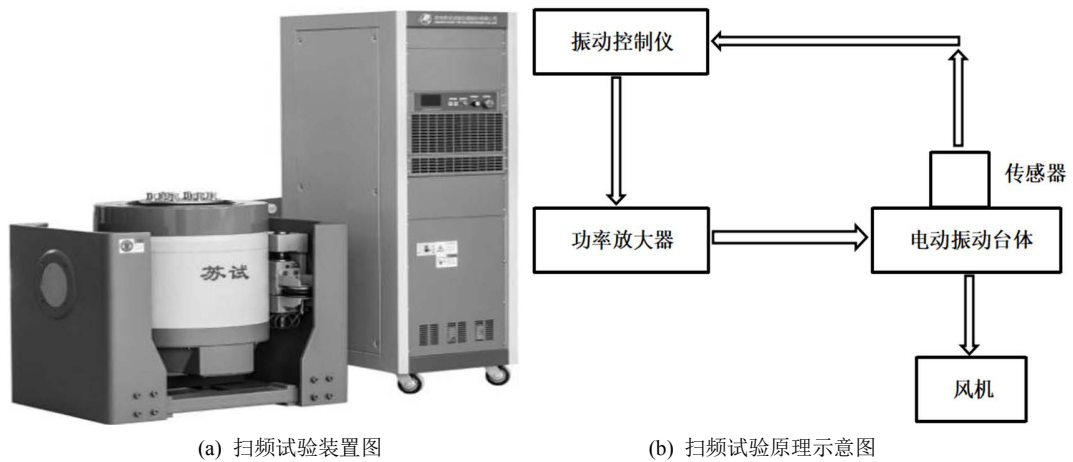 苏试
振动控制仪
传感器
功率放大器
电动振动台体
风机
(a) 扫频试验装置图
(b) 扫频试验原理示意图